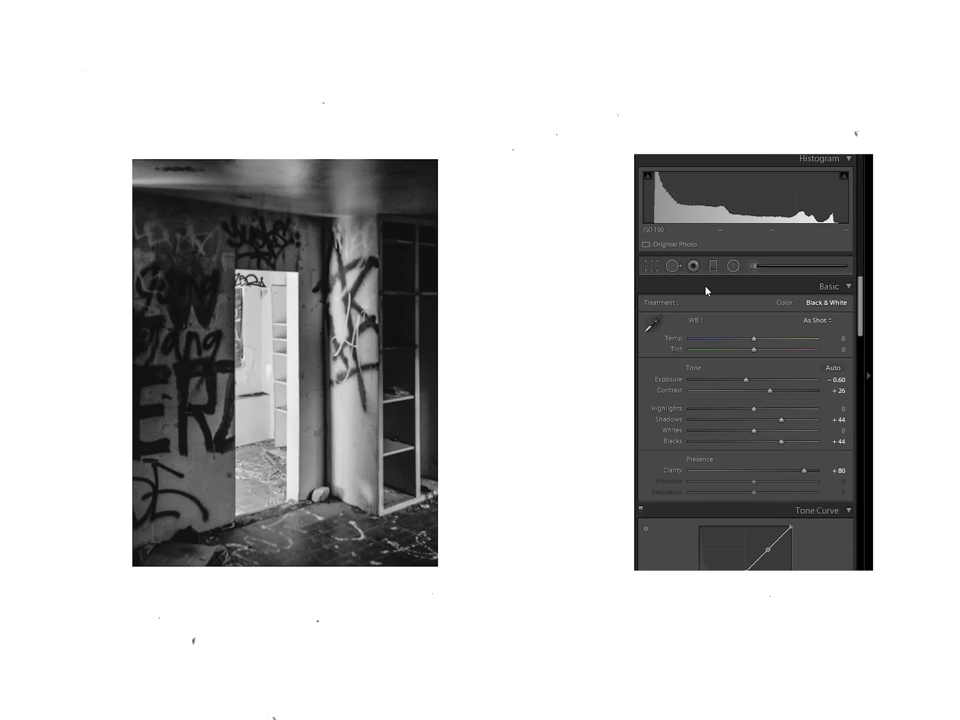 YUCKS
Histogram
ISO 100
Original Photo
Basic
Treatment :
Color
Black & White
WB :
As Shot
Temp
0
Tint
0
Tone
Auto
Exposure
– 0.60
Contrast
+ 26
Highlights
0
Shadows
+ 44
Whites
0
Blacks
+ 44
Presence
Clarity
+ 80
Vibrance
Saturation
Tone Curve